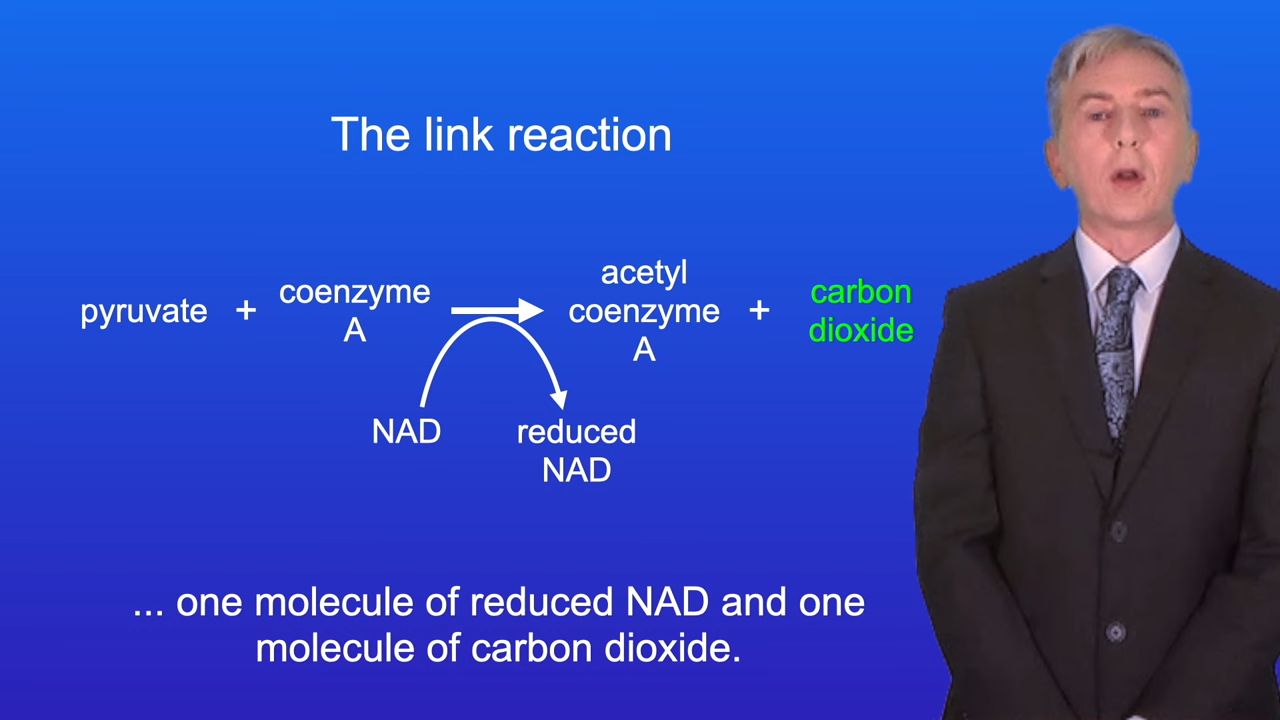 The link reaction
pyruvate + coenzyme A
acetyl coenzyme A + carbon dioxide
NAD
reduced NAD
... one molecule of reduced NAD and one
molecule of carbon dioxide.